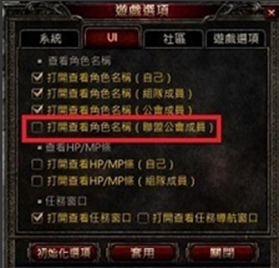 遊戲選項
系統 UI 社區 遊戲選項
查看角色名稱
打開查看角色名稱（自己）
打開查看角色名稱（組隊成員）
打開查看角色名稱（公會成員）
打開查看角色名稱（聯盟公會成員）
查看HP/MP條
打開查看HP/MP條（自己）
打開查看HP/MP條（組隊成員）
任務窗口
打開查看任務窗口 打開查看任務導航窗口
初始化選項 套用 關閉